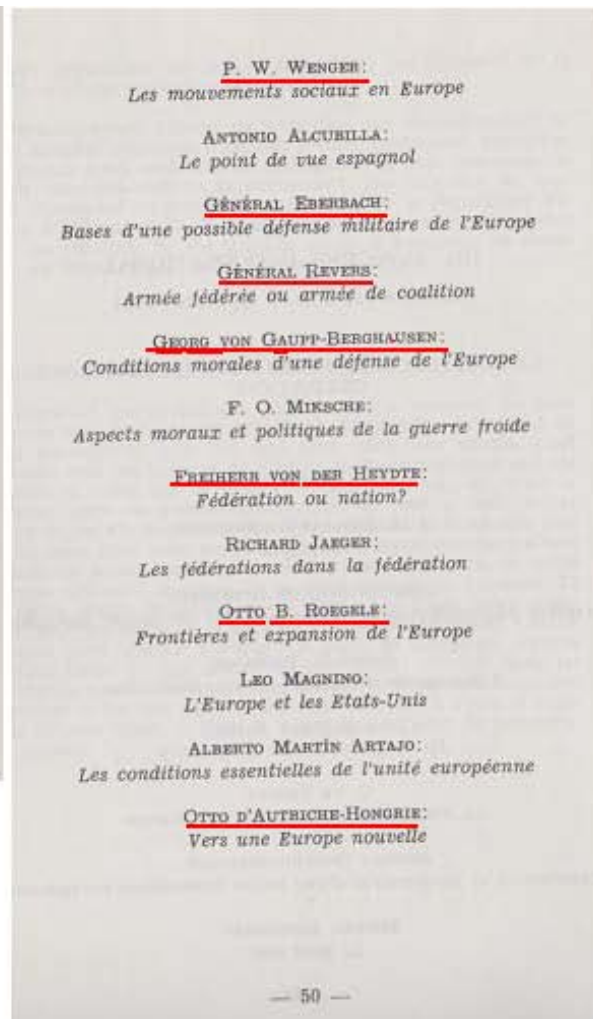 P. W. WENGER:
Les mouvements sociaux en Europe
ANTONIO ALCUBILLA:
Le point de vue espagnol
GÉNÉRAL EBERBACH:
Bases d'une possible défense militaire de l'Europe
GÉNÉRAL REVERS:
Armée fédérée ou armée de coalition
GEORG VON GAUPP-BERGHAUSEN:
Conditions morales d'une défense de l'Europe
F. O. MIKSCHE:
Aspects moraux et politiques de la guerre froide
FREIHERR VON DER HEYDTE:
Fédération ou nation?
RICHARD JAEGER:
Les fédérations dans la fédération
OTTO B. ROEGELE:
Frontières et expansion de l'Europe
LEO MAGNINO:
L'Europe et les Etats-Unis
ALBERTO MARTÍN ARTAJO:
Les conditions essentielles de l'unité européenne
OTTO D'AUTRICHE-HONGRIE:
Vers une Europe nouvelle
— 50 —